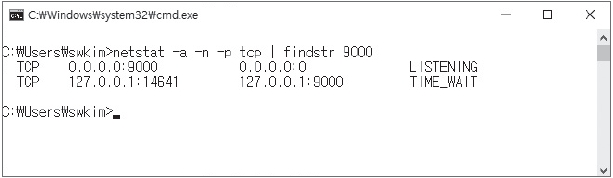 C:₩Windows₩system32₩cmd.exe
C:₩Users₩swkim>netstat -a -n -p tcp | findstr 9000
TCP 0.0.0.0:9000 0.0.0.0:0 LISTENING
TCP 127.0.0.1:14641 127.0.0.1:9000 TIME_WAIT
C:₩Users₩swkim>